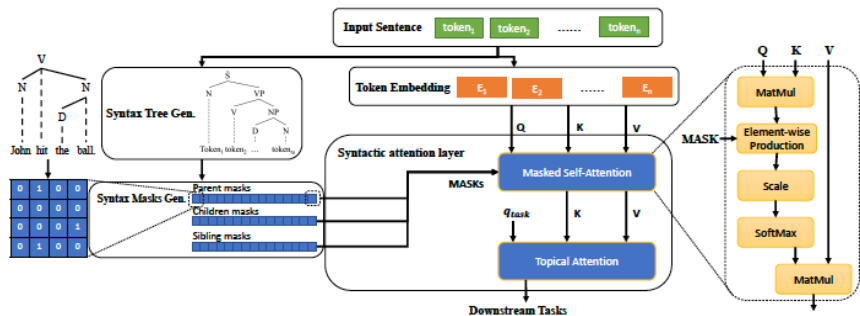 Input Sentence token₁ token₂ ...... tokenₙ
Token Embedding E₁ E₂ ...... Eₙ
Q K V
Syntax Tree Gen.
S
N VP
V NP
D N
Token₁ token₂ ... tokenₙ
V
N N
D
John hit the ball.
0 1 0 0
0 0 0 0
0 0 0 1
0 1 0 0
Syntax Masks Gen.
Parent masks
Children masks
Sibling masks
Syntactic attention layer
MASKs
Masked Self-Attention
q_task K V
Topical Attention
Downstream Tasks
Q K V
MatMul
MASK
Element-wise
Production
Scale
SoftMax
MatMul